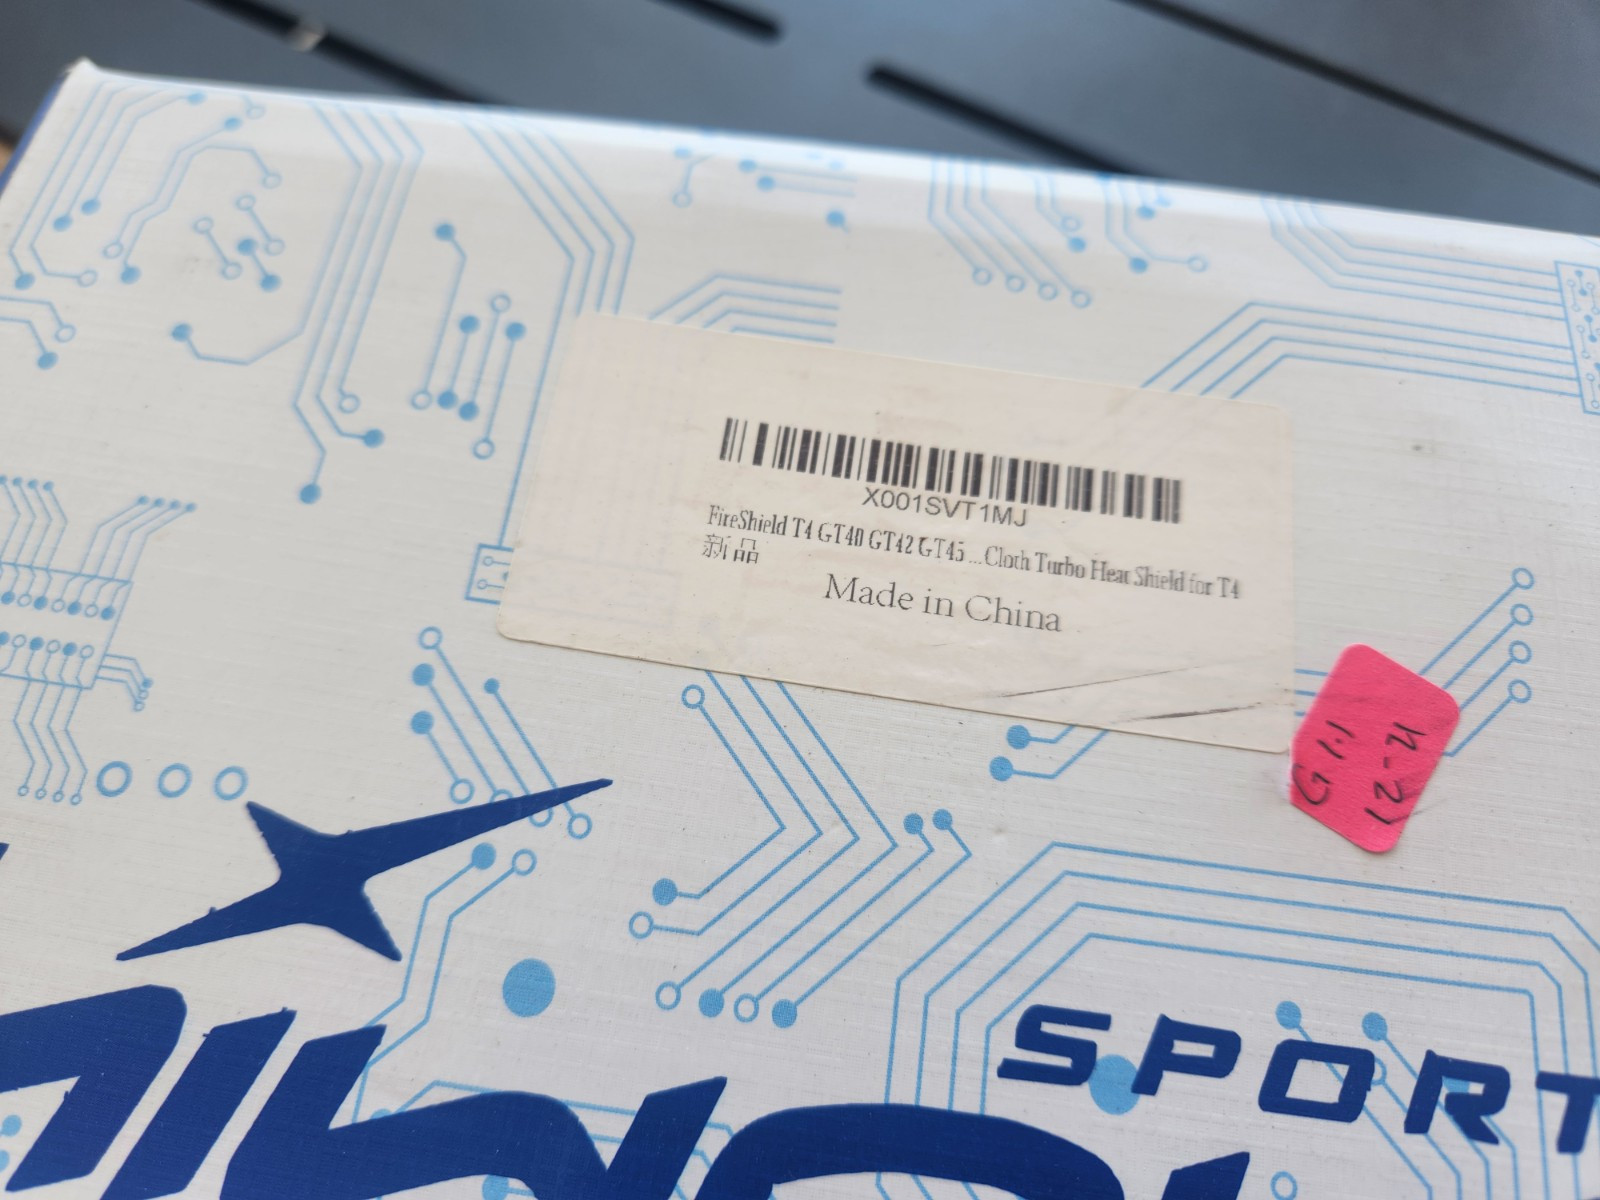 X001SVT1MJ
FireShield T4 GT40 GT42 GT45 ...Cloth Turbo Heat Shield for T4
新品
Made in China
G1.1
12-21
SPORT